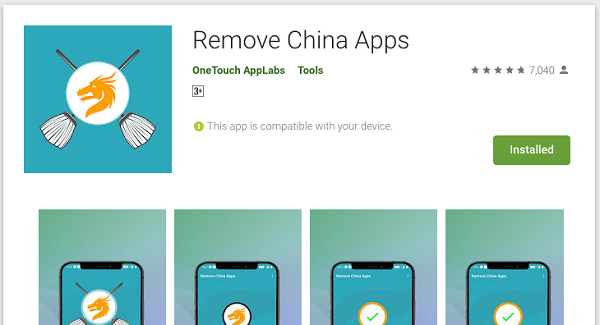 Remove China Apps
OneTouch AppLabs Tools
7,040
3+
This app is compatible with your device.
Installed
Remove China Apps
Remove China Apps
Remove China Apps